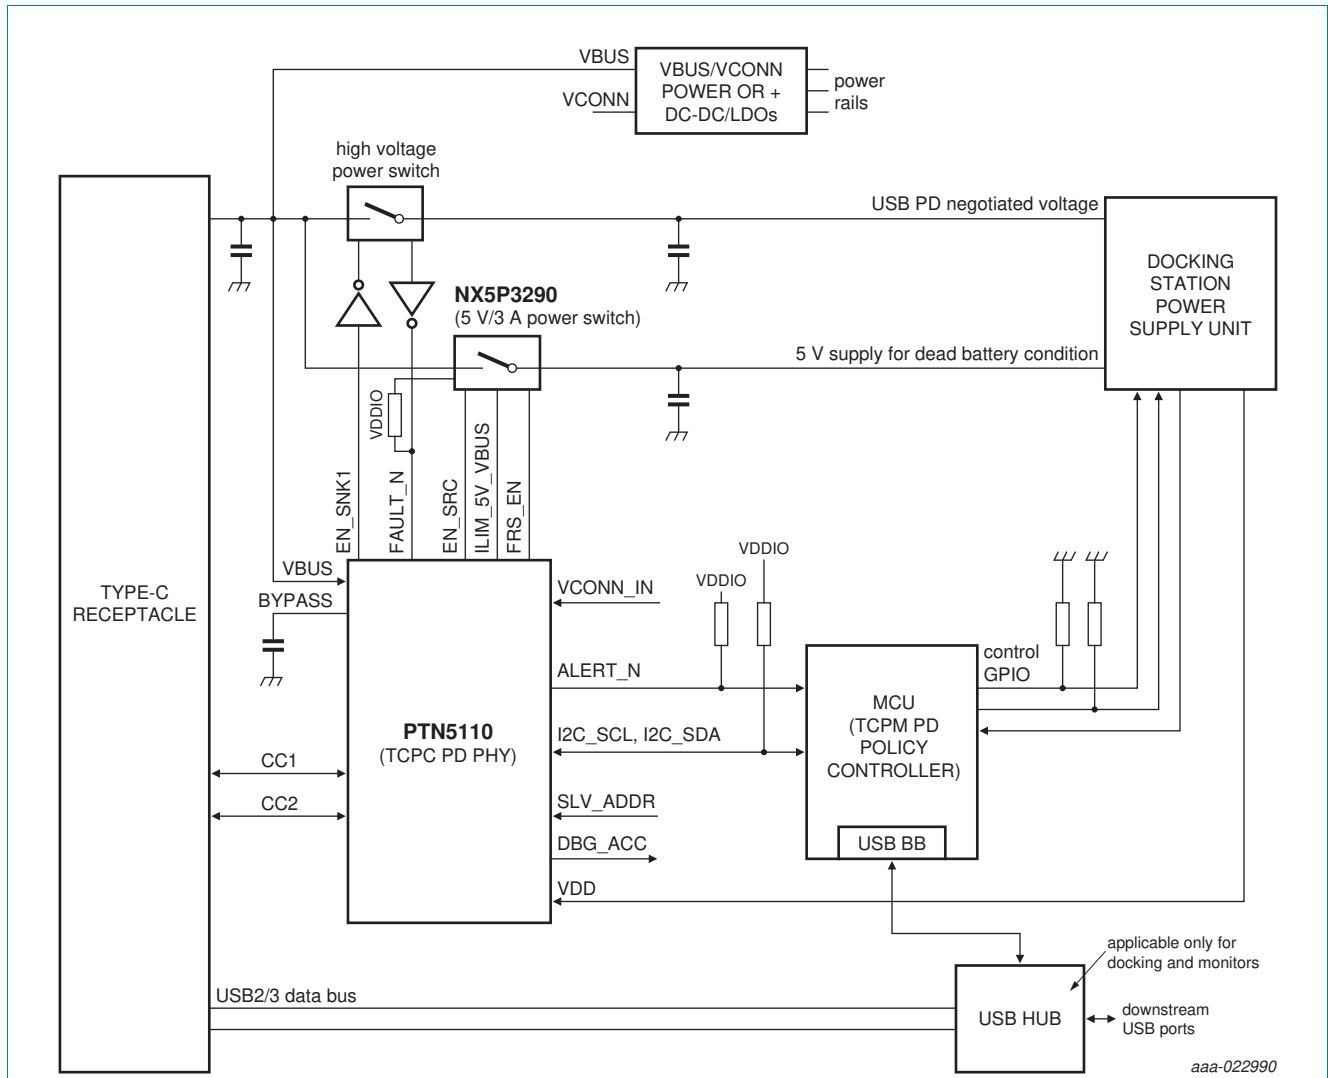 VBUS
VCONN
VBUS/VCONN
POWER OR +
DC-DC/LDOs
power
rails
high voltage
power switch
USB PD negotiated voltage
DOCKING
STATION
POWER
SUPPLY UNIT
NX5P3290
(5 V/3 A power switch)
5 V supply for dead battery condition
VDDIO
EN_SNK1
FAULT_N
EN_SRC
ILIM_5V_VBUS
FRS_EN
TYPE-C
RECEPTACLE
VBUS
BYPASS
VCONN_IN
VDDIO
VDDIO
ALERT_N
control
GPIO
PTN5110
(TCPC PD PHY)
I2C_SCL, I2C_SDA
MCU
(TCPM PD
POLICY
CONTROLLER)
CC1
CC2
SLV_ADDR
DBG_ACC
VDD
USB BB
applicable only for
docking and monitors
USB2/3 data bus
USB HUB
downstream
USB ports
aaa-022990